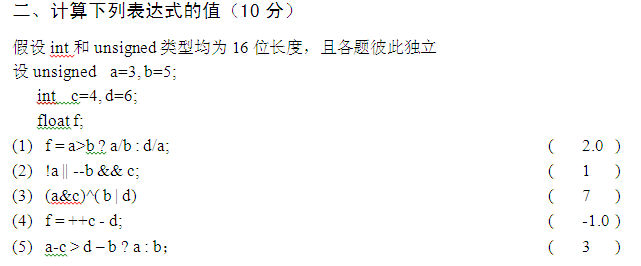 二、计算下列表达式的值（10 分）
假设 int 和 unsigned 类型均为 16 位长度，且各题彼此独立
设 unsigned a=3, b=5;
int c=4, d=6;
float f;
(1) f = a>b ? a/b : d/a; ( 2.0 )
(2) !a || --b && c; ( 1 )
(3) (a&c)^( b | d) ( 7 )
(4) f = ++c - d; ( -1.0 )
(5) a-c > d – b ? a : b； ( 3 )